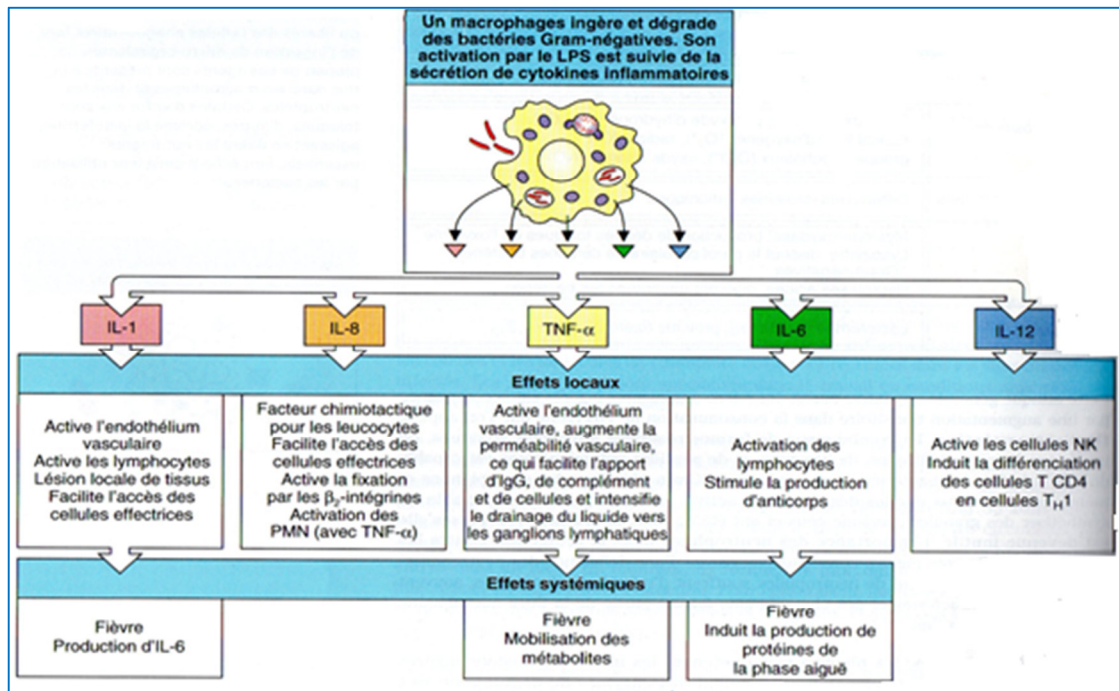 Un macrophages ingère et dégrade
des bactéries Gram-négatives. Son
activation par le LPS est suivie de la
sécrétion de cytokines inflammatoires
IL-1
IL-8
TNF-α
IL-6
IL-12
Effets locaux
Active l'endothélium
vasculaire
Active les lymphocytes
Lésion locale de tissus
Facilite l'accès des
cellules effectrices
Facteur chimiotactique
pour les leucocytes
Facilite l'accès des
cellules effectrices
Active la fixation
par les β₂-intégrines
Activation des
PMN (avec TNF-α)
Active l'endothélium
vasculaire, augmente la
perméabilité vasculaire,
ce qui facilite l'apport
d'IgG, de complément
et de cellules et intensifie
le drainage du liquide vers
les ganglions lymphatiques
Activation des
lymphocytes
Stimule la production
d'anticorps
Active les cellules NK
Induit la différenciation
des cellules T CD4
en cellules TH1
Effets systémiques
Fièvre
Production d'IL-6
Fièvre
Mobilisation des
métabolites
Fièvre
Induit la production de
protéines de
la phase aiguë